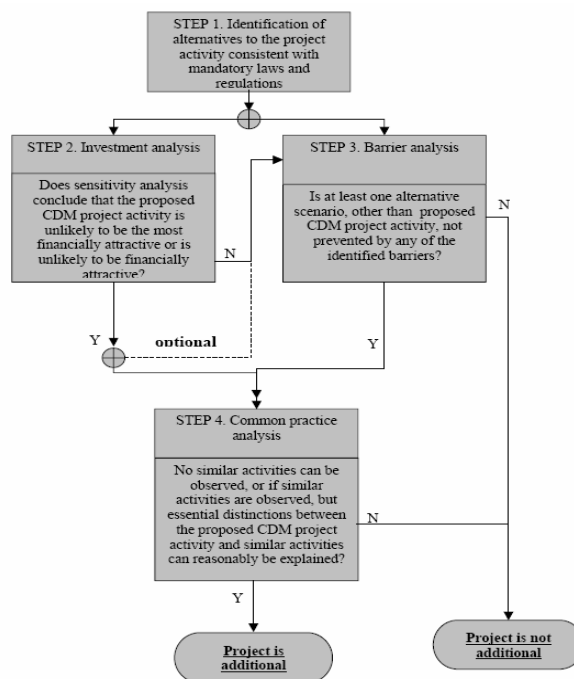 STEP 1. Identification of
alternatives to the project
activity consistent with
mandatory laws and
regulations
STEP 2. Investment analysis
Does sensitivity analysis
conclude that the proposed
CDM project activity is
unlikely to be the most
financially attractive or is
unlikely to be financially
attractive?
N
STEP 3. Barrier analysis
Is at least one alternative
scenario, other than proposed
CDM project activity, not
prevented by any of the
identified barriers?
N
Y
optional
Y
STEP 4. Common practice
analysis
No similar activities can be
observed, or if similar
activities are observed, but
essential distinctions between
the proposed CDM project
activity and similar activities
can reasonably be explained?
N
Y
Project is
additional
Project is not
additional